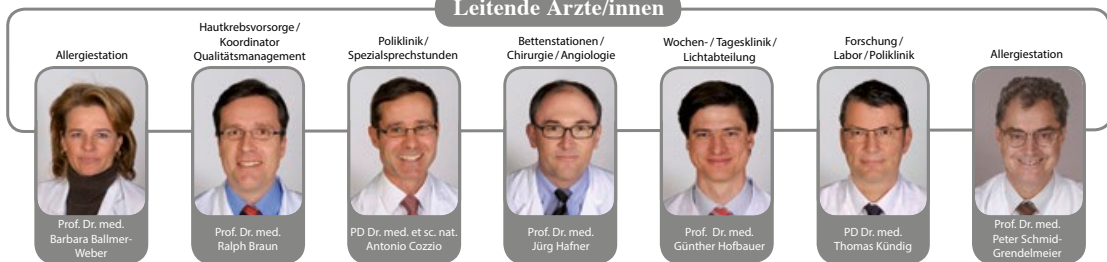 Leitende Ärzte/innen
Allergiestation
Hautkrebsvorsorge/
Koordinator
Qualitätsmanagement
Poliklinik/
Spezialsprechstunden
Bettenstationen/
Chirurgie/Angiologie
Wochen-/Tagesklinik/
Lichtabteilung
Forschung/
Labor/Poliklinik
Allergiestation
Prof. Dr. med.
Barbara Ballmer-
Weber
Prof. Dr. med.
Ralph Braun
PD Dr. med. et sc. nat.
Antonio Cozzio
Prof. Dr. med.
Jürg Hafner
Prof. Dr. med.
Günther Hofbauer
PD Dr. med.
Thomas Kündig
Prof. Dr. med.
Peter Schmid-
Grendelmeier